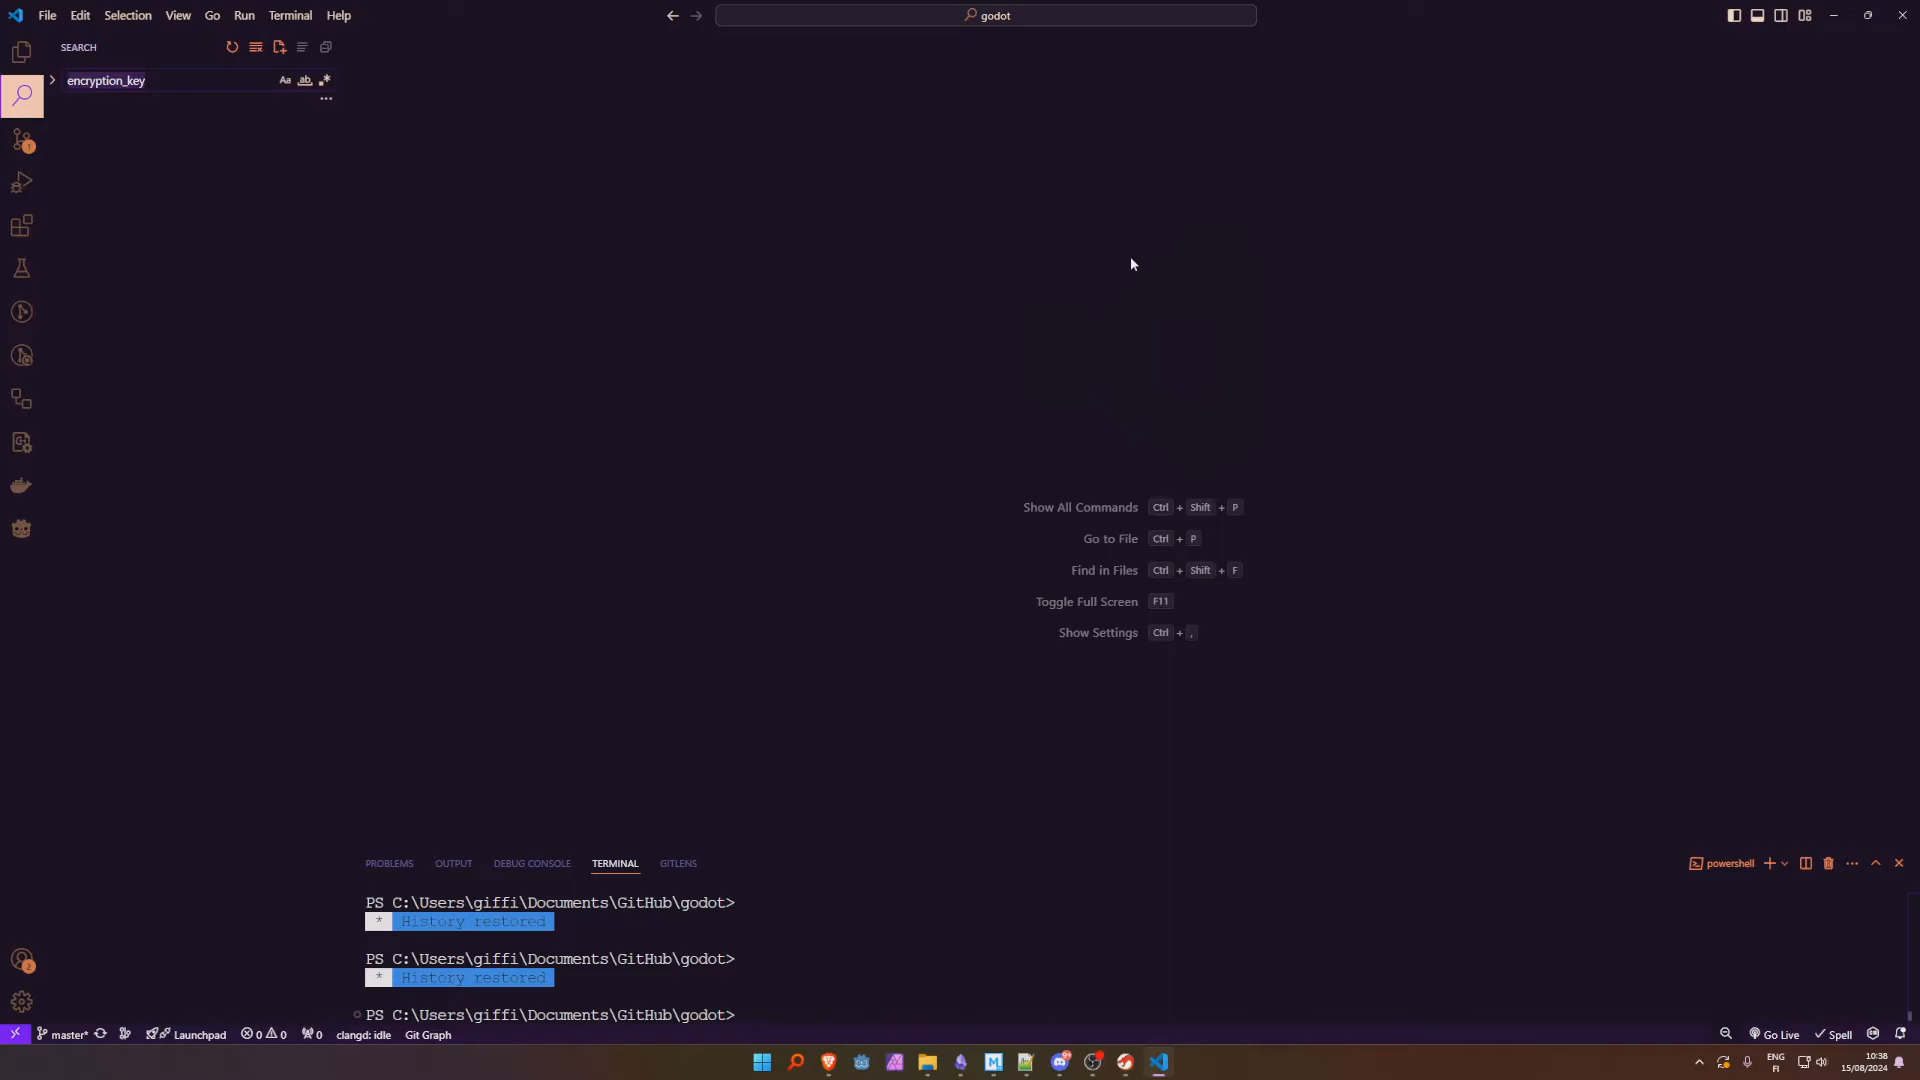 File Edit Selection View Go Run Terminal Help
godot
SEARCH
encryption_key
Aa ab
1
Show All Commands Ctrl + Shift + P
Go to File Ctrl + P
Find in Files Ctrl + Shift + F
Toggle Full Screen F11
Show Settings Ctrl + ,
PROBLEMS OUTPUT DEBUG CONSOLE TERMINAL GITLENS
powershell
PS C:\Users\giffi\Documents\GitHub\godot>
* History restored
PS C:\Users\giffi\Documents\GitHub\godot>
* History restored
PS C:\Users\giffi\Documents\GitHub\godot>
2
master* Launchpad 0 0 0 clangd: idle Git Graph
Go Live Spell
ENG
FI
10:38
15/08/2024